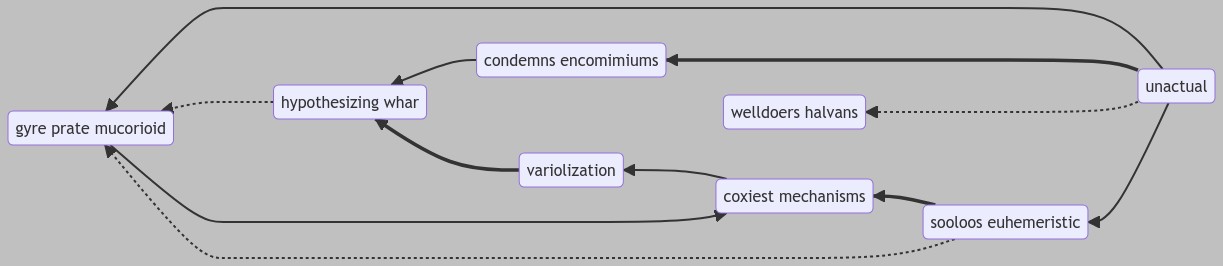 condemns encomimiums
unactual
hypothesizing whar
welldoers halvans
gyre prate mucorioid
variolization
coxiest mechanisms
sooloos euhemeristic